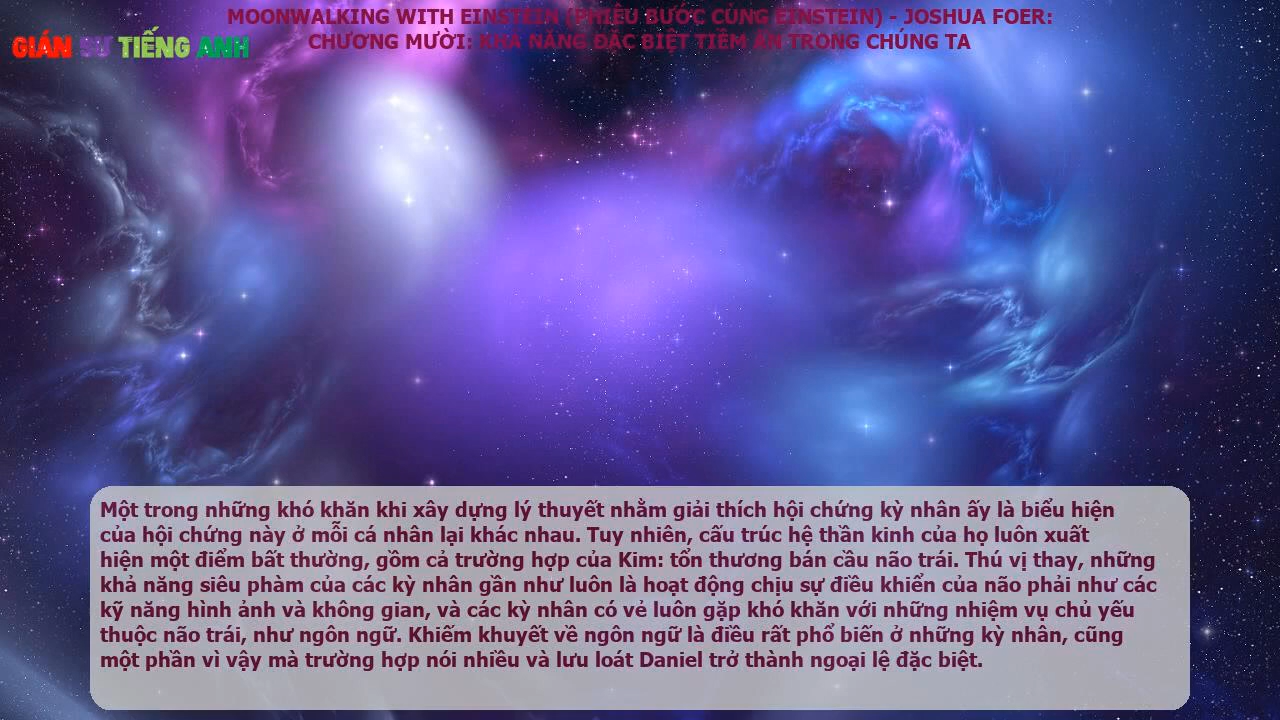 MOONWALKING WITH EINSTEIN (PHIÊU BƯỚC CÙNG EINSTEIN) - JOSHUA FOER:
CHƯƠNG MƯỜI: KHẢ NĂNG ĐẶC BIỆT TIỀM ẨN TRONG CHÚNG TA
GIÁN SỰ TIẾNG ANH
Một trong những khó khăn khi xây dựng lý thuyết nhằm giải thích hội chứng kỳ nhân ấy là biểu hiện
của hội chứng này ở mỗi cá nhân lại khác nhau. Tuy nhiên, cấu trúc hệ thần kinh của họ luôn xuất
hiện một điểm bất thường, gồm cả trường hợp của Kim: tổn thương bán cầu não trái. Thú vị thay, những
khả năng siêu phàm của các kỳ nhân gần như luôn là hoạt động chịu sự điều khiển của não phải như các
kỹ năng hình ảnh và không gian, và các kỳ nhân có vẻ luôn gặp khó khăn với những nhiệm vụ chủ yếu
thuộc não trái, như ngôn ngữ. Khiếm khuyết về ngôn ngữ là điều rất phổ biến ở những kỳ nhân, cũng
một phần vì vậy mà trường hợp nói nhiều và lưu loát Daniel trở thành ngoại lệ đặc biệt.